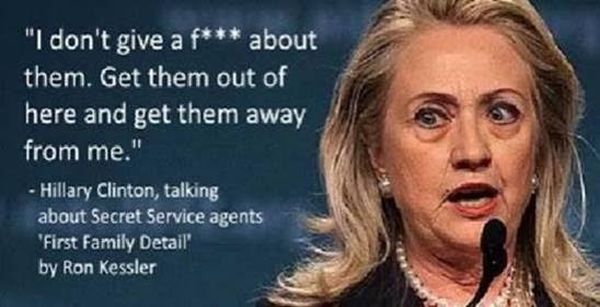 "I don't give a f*** about
them. Get them out of
here and get them away
from me."
- Hillary Clinton, talking
about Secret Service agents
'First Family Detail'
by Ron Kessler